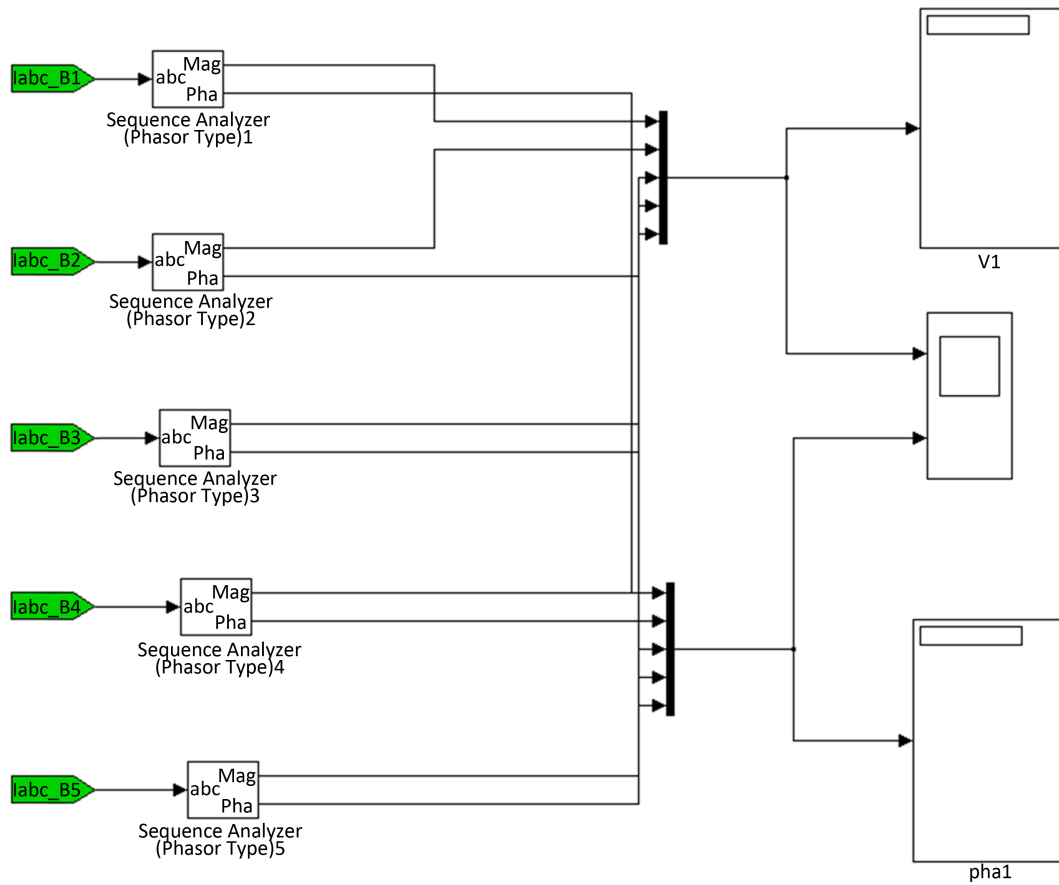 Iabc_B1
abc
Mag
Pha
Sequence Analyzer
(Phasor Type)1
Iabc_B2
abc
Mag
Pha
Sequence Analyzer
(Phasor Type)2
V1
Iabc_B3
abc
Mag
Pha
Sequence Analyzer
(Phasor Type)3
Iabc_B4
abc
Mag
Pha
Sequence Analyzer
(Phasor Type)4
Iabc_B5
abc
Mag
Pha
Sequence Analyzer
(Phasor Type)5
pha1